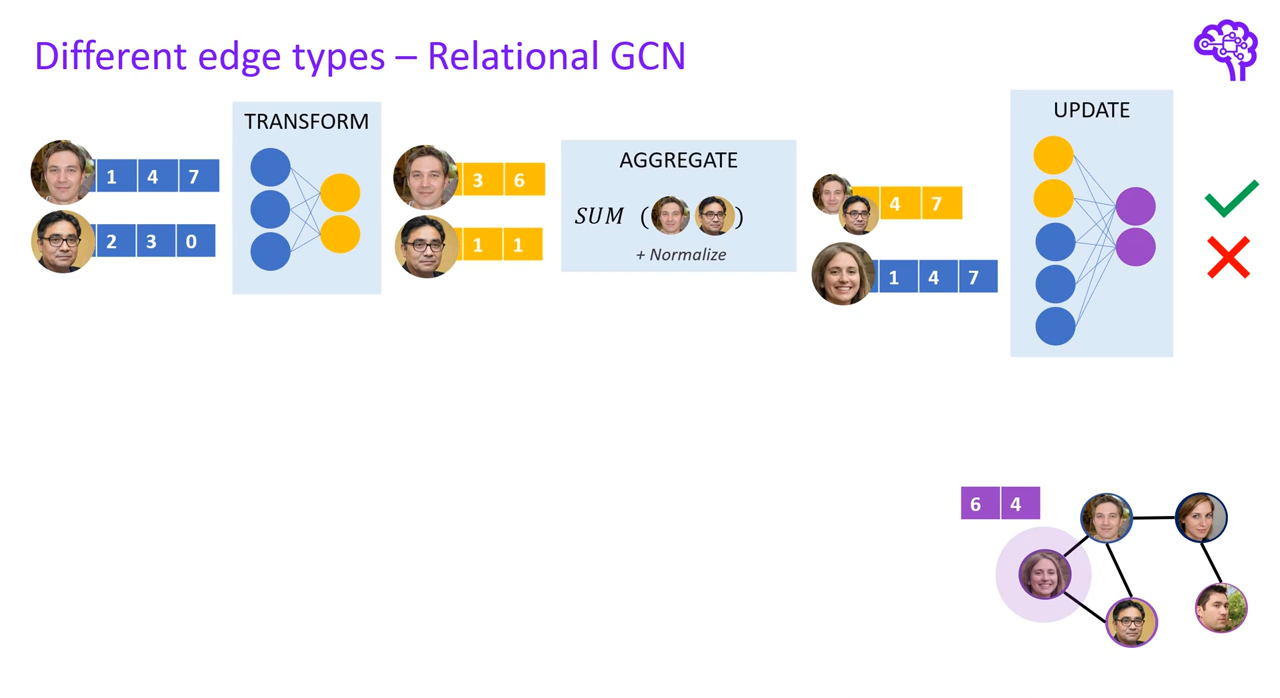 Different edge types – Relational GCN
TRANSFORM
1 4 7
2 3 0
3 6
1 1
AGGREGATE
SUM ( )
+ Normalize
4 7
1 4 7
UPDATE
6 4